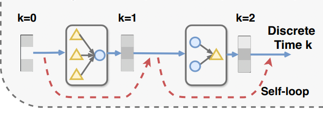 k=0
k=1
k=2
Discrete
Time k
Self-loop